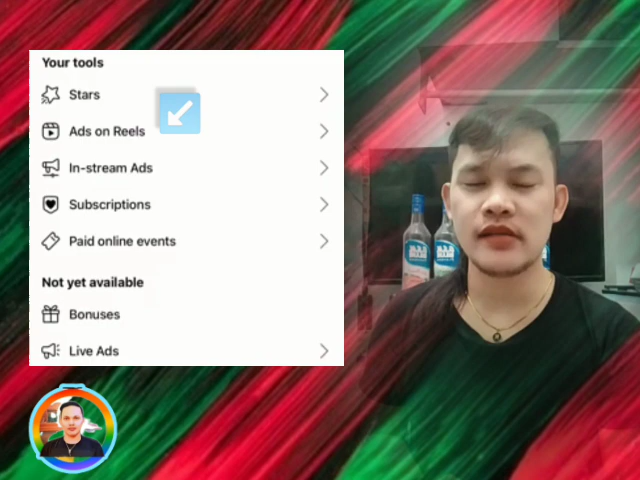 Your tools
Stars
Ads on Reels
In-stream Ads
Subscriptions
Paid online events
Not yet available
Bonuses
Live Ads